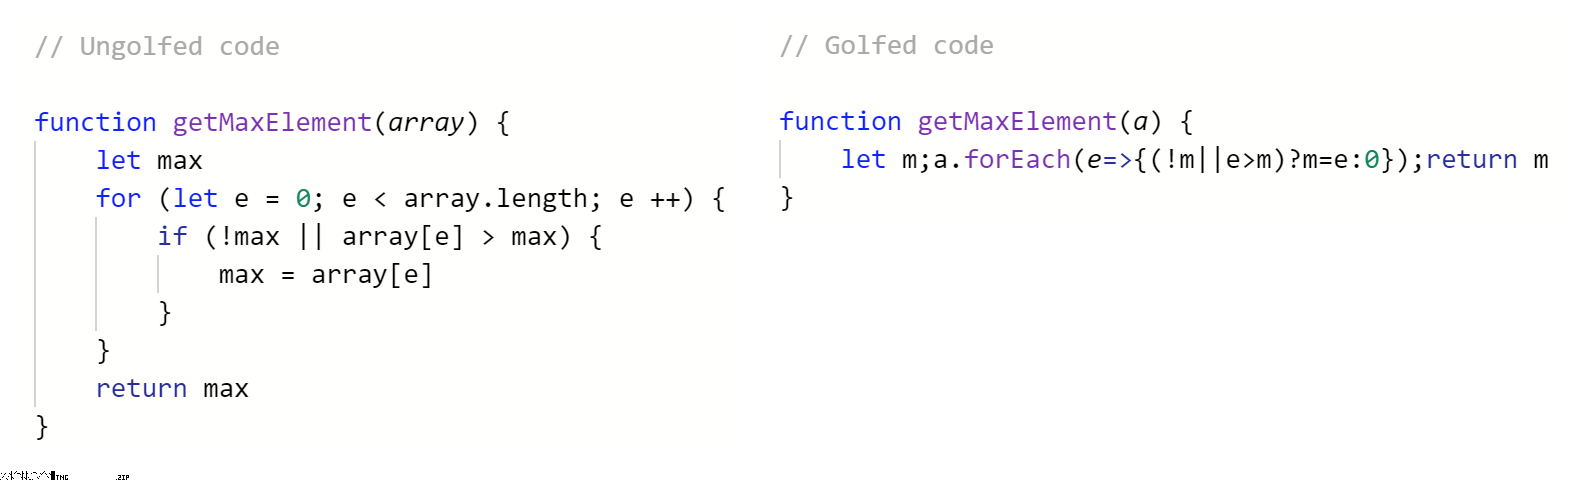 // Ungolfed code
function getMaxElement(array) {
let max
for (let e = 0; e < array.length; e ++) {
if (!max || array[e] > max) {
max = array[e]
}
}
return max
}
// Golfed code
function getMaxElement(a) {
let m;a.forEach(e=>{(!m||e>m)?m=e:0});return m
}
.ZIP